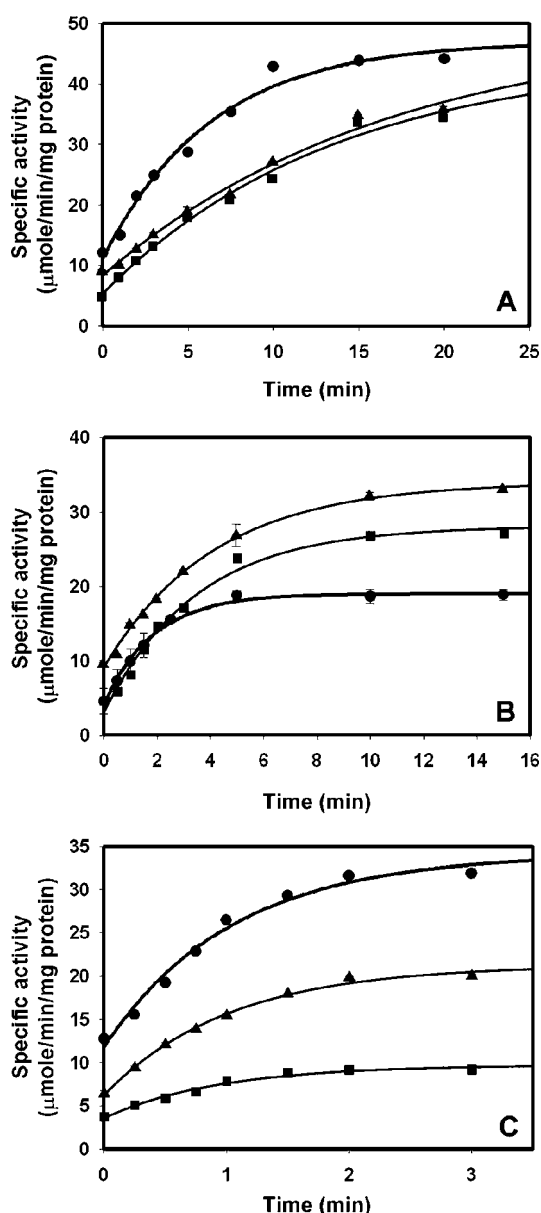 Specific activity
(μmole/min/mg protein)
50
40
30
20
10
0
A
0 5 10 15 20 25
Time (min)
Specific activity
(μmole/min/mg protein)
40
30
20
10
0
B
0 2 4 6 8 10 12 14 16
Time (min)
Specific activity
(μmole/min/mg protein)
35
30
25
20
15
10
5
0
C
0 1 2 3
Time (min)